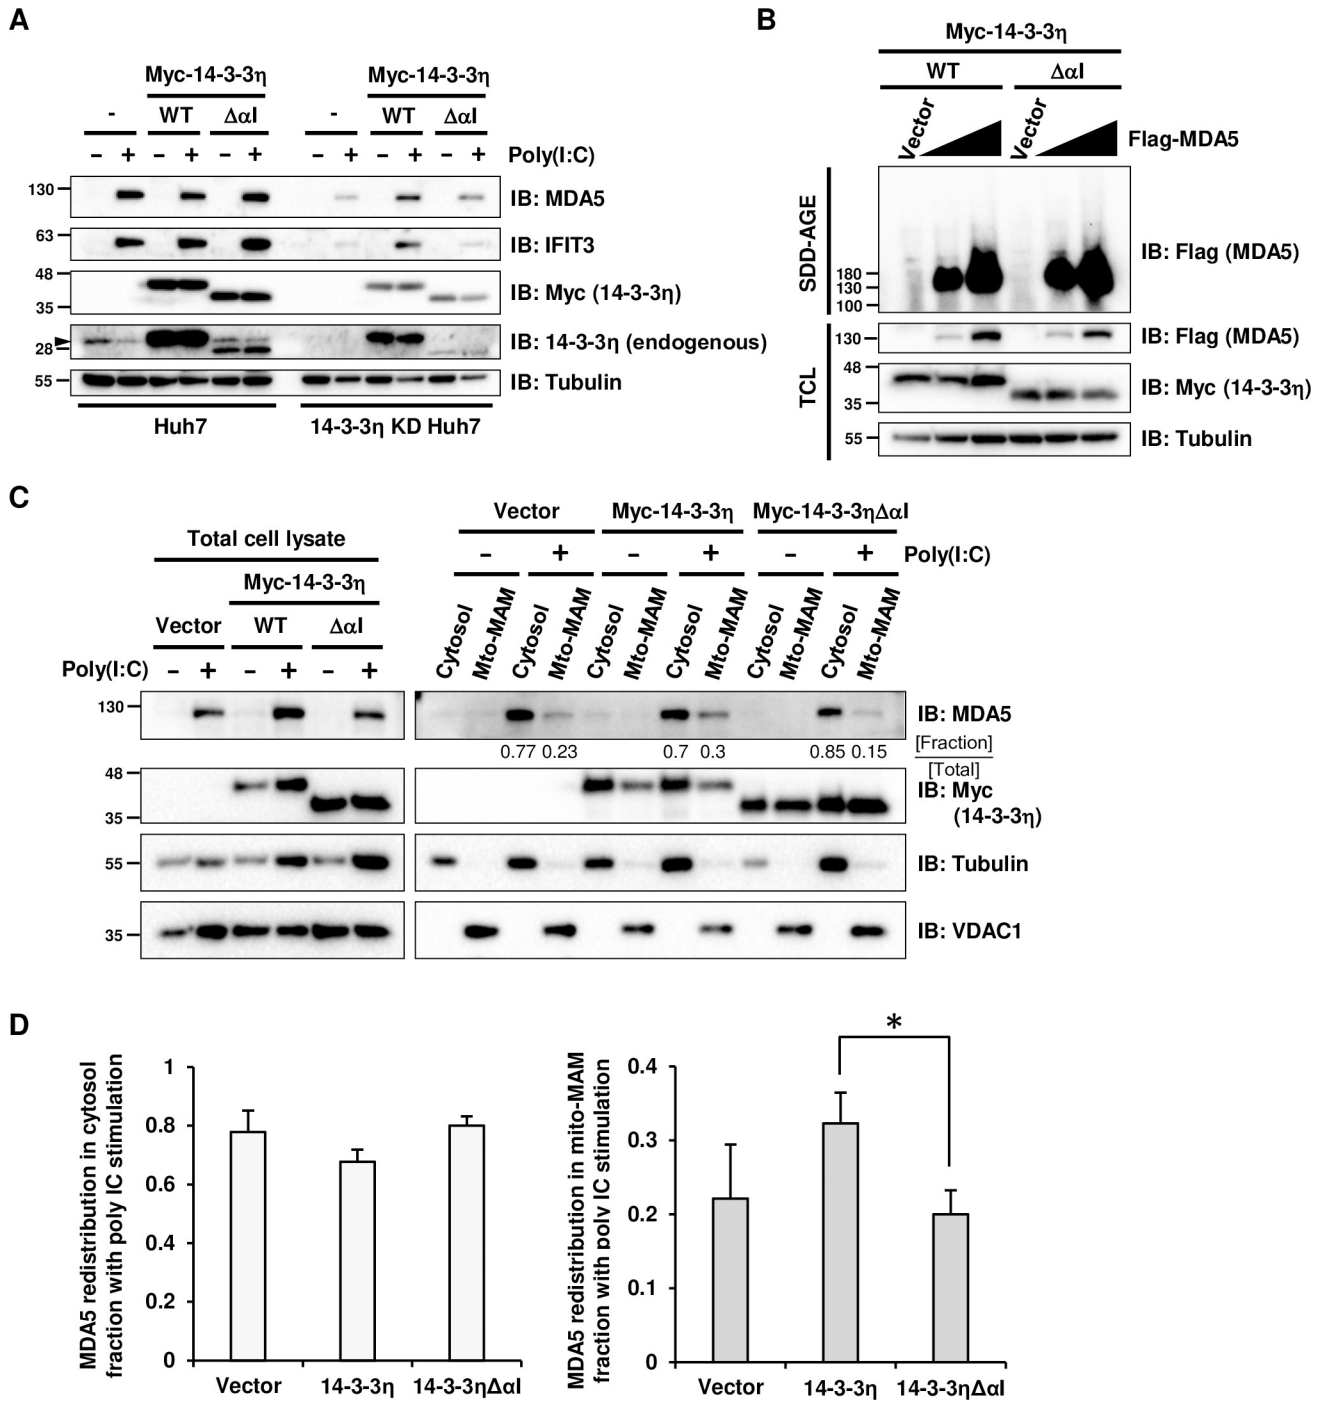 A
Myc-14-3-3η
Myc-14-3-3η
- WT ΔαI - WT ΔαI
– + – + – + – + – + – + Poly(I:C)
130 IB: MDA5
63 IB: IFIT3
48
35 IB: Myc (14-3-3η)
28 IB: 14-3-3η (endogenous)
55 IB: Tubulin
Huh7 14-3-3η KD Huh7
B
Myc-14-3-3η
WT ΔαI
Vector Vector Flag-MDA5
SDD-AGE
180
130
100
IB: Flag (MDA5)
TCL
130 IB: Flag (MDA5)
48
35 IB: Myc (14-3-3η)
55 IB: Tubulin
C
Total cell lysate
Myc-14-3-3η
Vector WT ΔαI
Poly(I:C) – + – + – +
Vector Myc-14-3-3η Myc-14-3-3ηΔαI
– + – + – + Poly(I:C)
Cytosol Mto-MAM Cytosol Mto-MAM Cytosol Mto-MAM Cytosol Mto-MAM Cytosol Mto-MAM Cytosol Mto-MAM
130 IB: MDA5
0.77 0.23 0.7 0.3 0.85 0.15 [Fraction]
[Total]
48
35
IB: Myc
(14-3-3η)
55 IB: Tubulin
35 IB: VDAC1
D
MDA5 redistribution in cytosol
fraction with poly IC stimulation
1
0.8
0.6
0.4
0.2
0
Vector 14-3-3η 14-3-3ηΔαI
MDA5 redistribution in mito-MAM
fraction with polv IC stimulation
0.4
0.3
0.2
0.1
0
*
Vector 14-3-3η 14-3-3ηΔαI